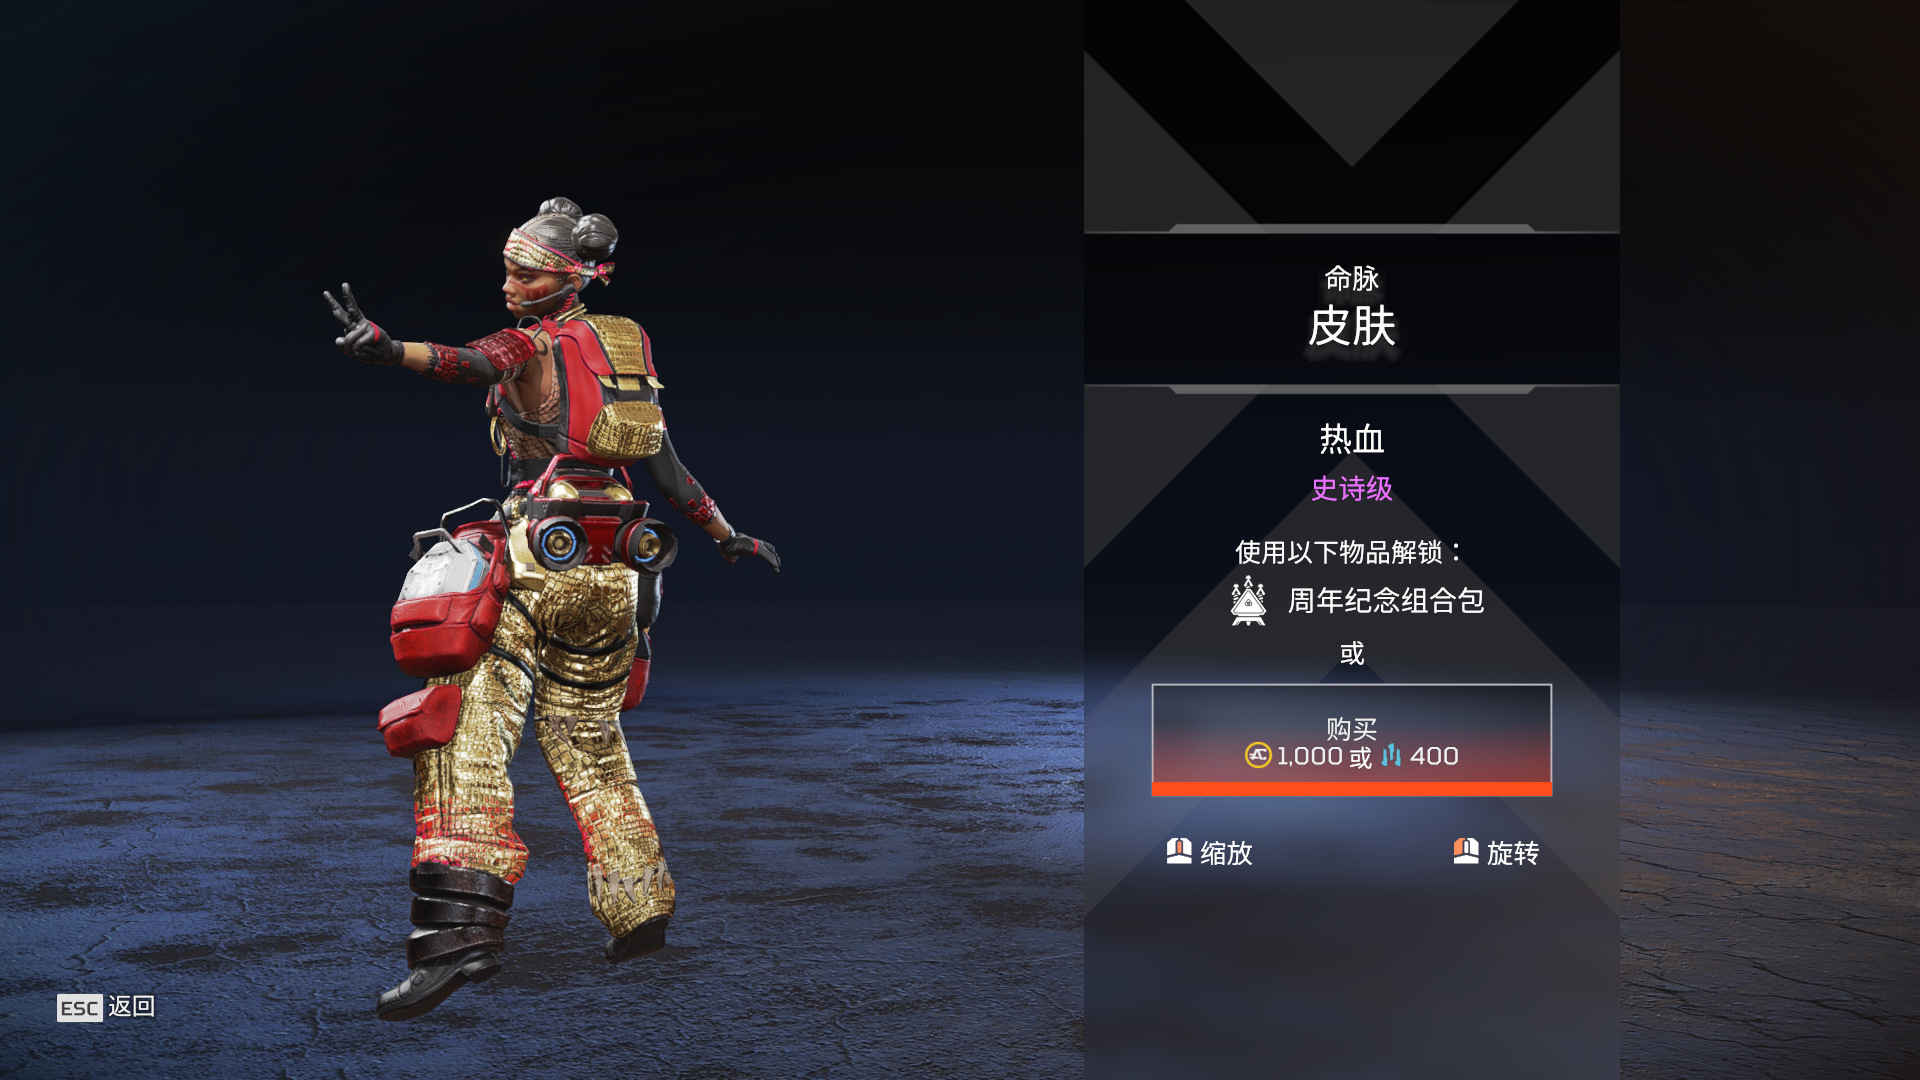 命脉
皮肤
热血
史诗级
使用以下物品解锁：
周年纪念组合包
或
购买
1,000 或 400
缩放
旋转
ESC 返回